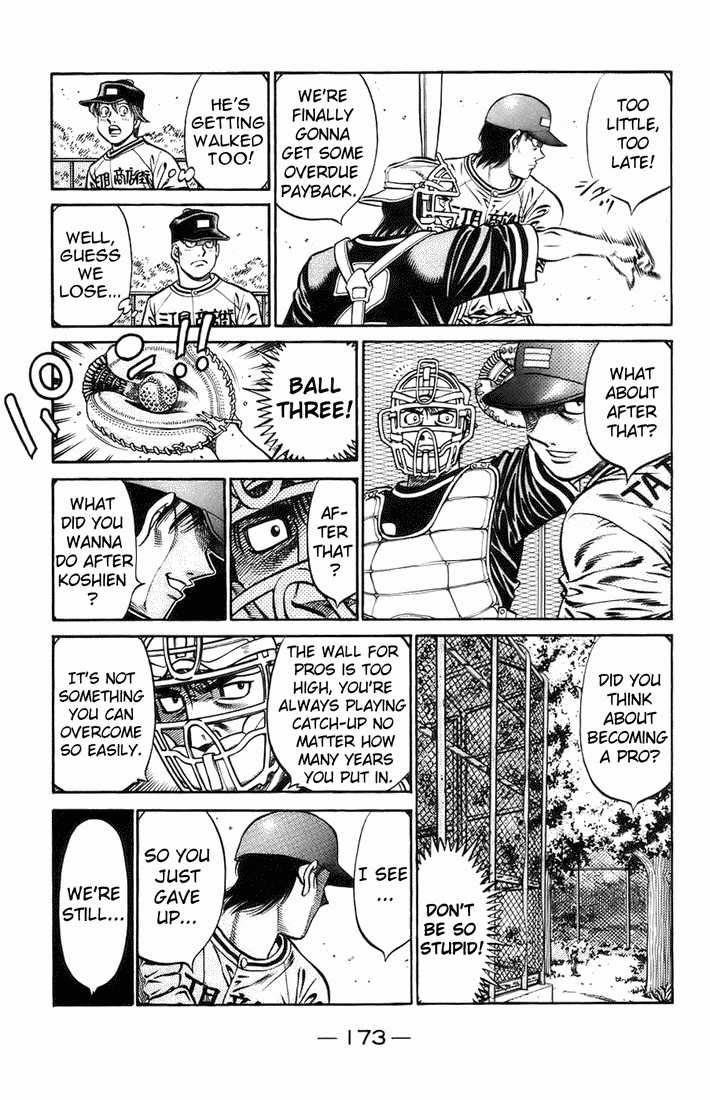 TOO
LITTLE,
TOO
LATE!
WE'RE
FINALLY
GONNA
GET SOME
OVERDUE
PAYBACK.
HE'S
GETTING
WALKED
TOO!
WELL,
GUESS
WE
LOSE...
WHAT
ABOUT
AFTER
THAT?
TAT
BALL
THREE!
AF-
TER
THAT
?
WHAT
DID YOU
WANNA
DO AFTER
KOSHIEN
?
DID YOU
THINK
ABOUT
BECOMING
A PRO?
DON'T
BE SO
STUPID!
THE WALL FOR
PROS IS TOO
HIGH, YOU'RE
ALWAYS PLAYING
CATCH-UP NO
MATTER HOW
MANY YEARS
YOU PUT IN.
IT'S NOT
SOMETHING
YOU CAN
OVERCOME
SO EASILY.
I SEE
...
SO YOU
JUST
GAVE
UP...
WE'RE
STILL...
— 173 —